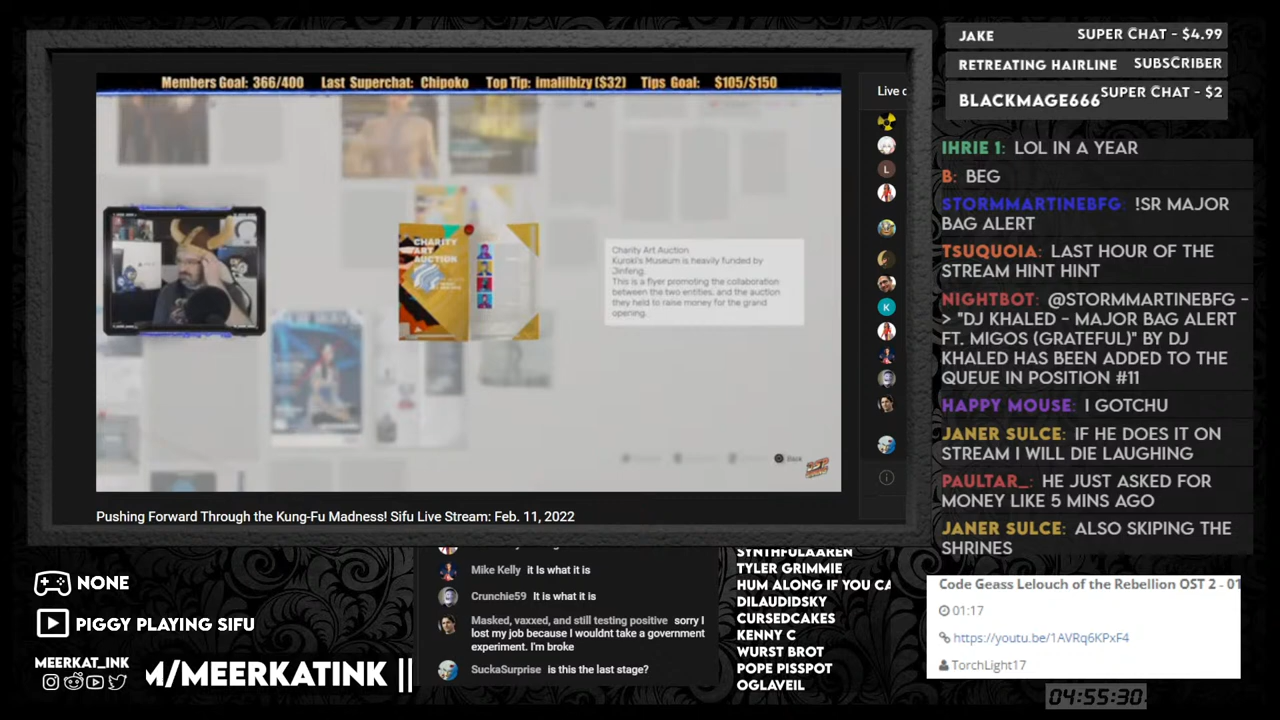 JAKE SUPER CHAT - $4.99
RETREATING HAIRLINE SUBSCRIBER
BLACKMAGE666 SUPER CHAT - $2
Members Goal: 366/400 Last Superchat: Chipoko Top Tip: imalilbizy ($32) Tips Goal: $105/$150
Live c
CHARITY
ART
AUCTION
Charity Art Auction
Kuroki's Museum is heavily funded by
Jinfeng.
This is a flyer promoting the collaboration
between the two entities, and the auction
they held to raise money for the grand
opening.
Back
L
K
Pushing Forward Through the Kung-Fu Madness! Sifu Live Stream: Feb. 11, 2022
IHRIE 1: LOL IN A YEAR
B: BEG
STORMMARTINEBFG: !SR MAJOR
BAG ALERT
TSUQUOIA: LAST HOUR OF THE
STREAM HINT HINT
NIGHTBOT: @STORMMARTINEBFG -
> "DJ KHALED - MAJOR BAG ALERT
FT. MIGOS (GRATEFUL)" BY DJ
KHALED HAS BEEN ADDED TO THE
QUEUE IN POSITION #11
HAPPY MOUSE: I GOTCHU
JANER SULCE: IF HE DOES IT ON
STREAM I WILL DIE LAUGHING
PAULTAR_: HE JUST ASKED FOR
MONEY LIKE 5 MINS AGO
JANER SULCE: ALSO SKIPING THE
SHRINES
NONE
PIGGY PLAYING SIFU
MEERKAT_INK
M/MEERKATINK ||
Mike Kelly it Is what it is
Crunchie59 It is what it is
Masked, vaxxed, and still testing positive sorry I
lost my job because I wouldnt take a government
experiment. I'm broke
SuckaSurprise is this the last stage?
SYNTHFULAAREN
TYLER GRIMMIE
HUM ALONG IF YOU CA
DILAUDIDSKY
CURSEDCAKES
KENNY C
WURST BROT
POPE PISSPOT
OGLAVEIL
Code Geass Lelouch of the Rebellion OST 2 - 01
01:17
https://youtu.be/1AVRq6KPxF4
TorchLight17
04:55:30